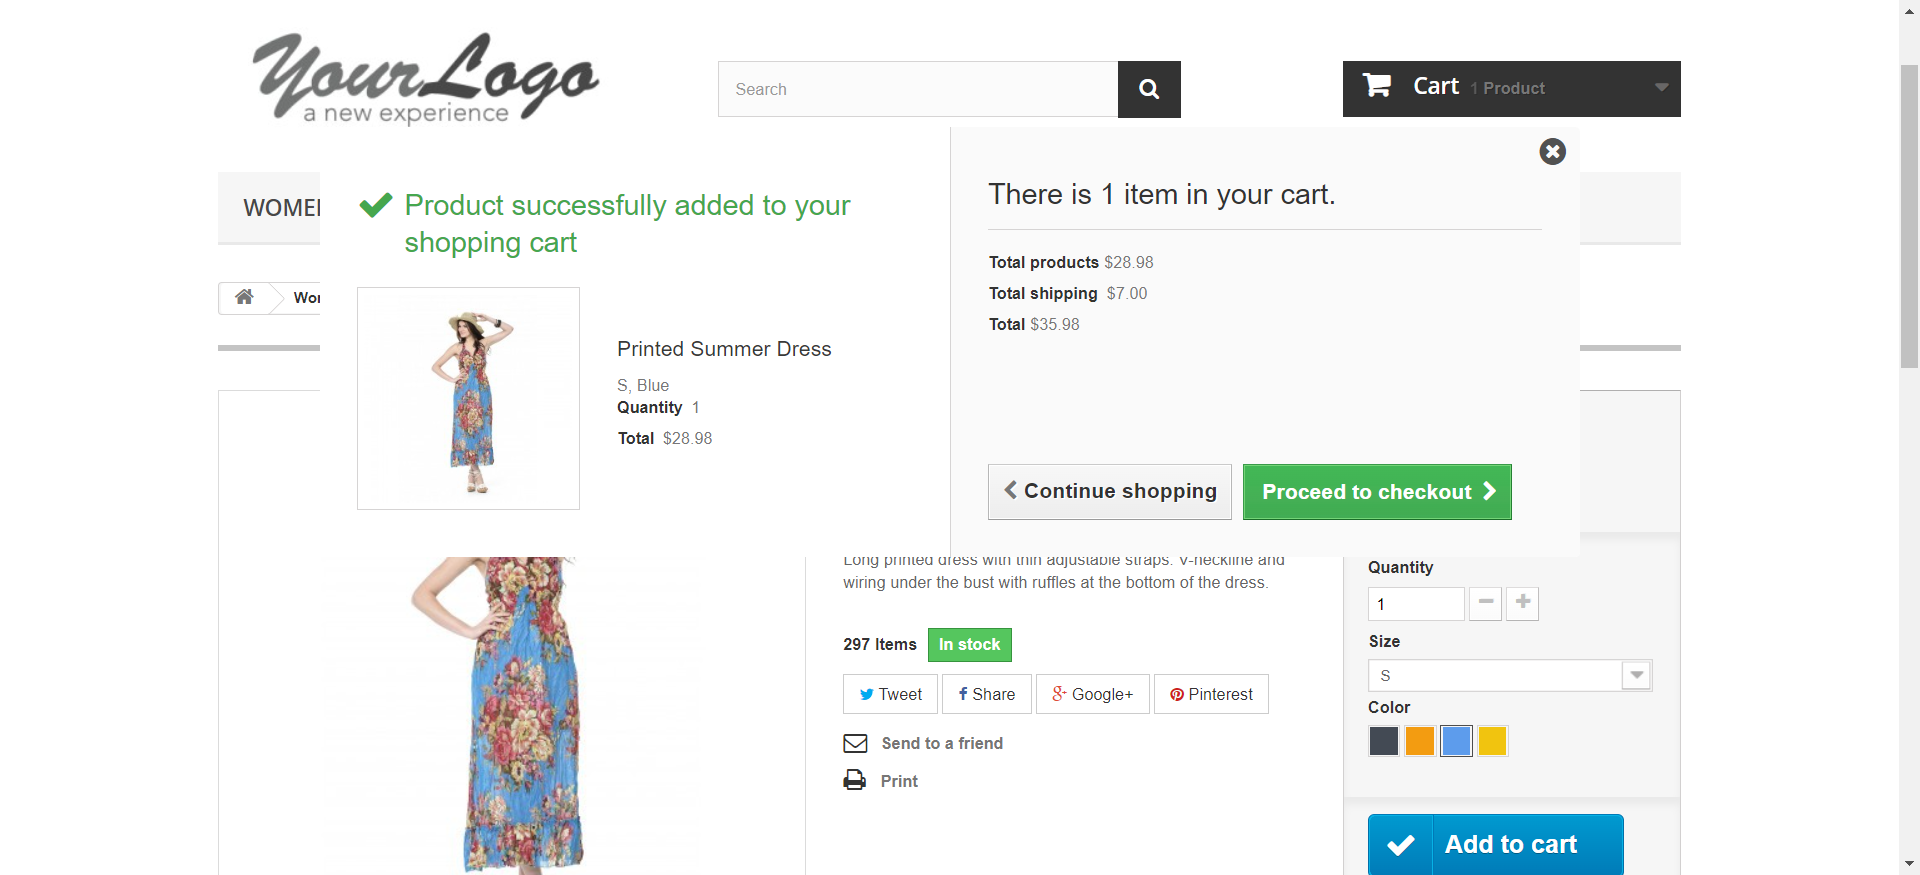 YourLogo
a new experience
Search
Cart 1 Product
WOME
Product successfully added to your
shopping cart
Printed Summer Dress
S, Blue
Quantity 1
Total $28.98
There is 1 item in your cart.
Total products $28.98
Total shipping $7.00
Total $35.98
Continue shopping
Proceed to checkout
Wo
Long printed dress with thin adjustable straps. V-neckline and
wiring under the bust with ruffles at the bottom of the dress.
297 Items In stock
Tweet
Share
Google+
Pinterest
Send to a friend
Print
Quantity
1
Size
S
Color
Add to cart